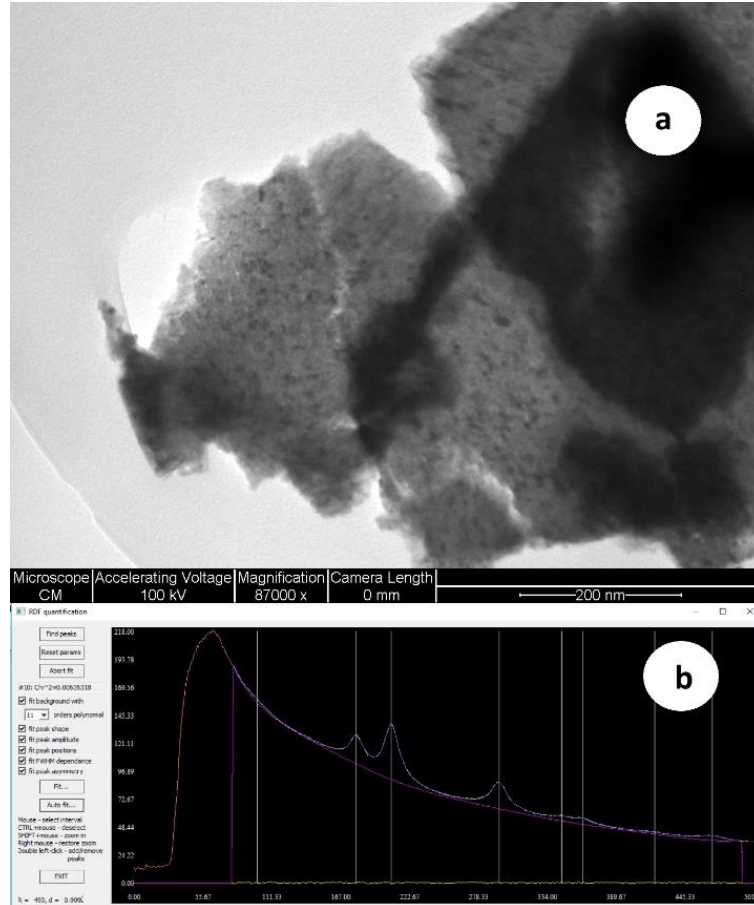 a
Microscope Accelerating Voltage Magnification Camera Length
CM 100 kV 87000 x 0 mm 200 nm
RDF quantification
Find peaks
Reset params
Abort fit
fit background with
11 orders polynomial
fit peak shape
fit peak amplitude
fit peak positions
fit FWHM dependance
fit peak asymmetry
Fit...
Auto fit...
Mouse - select interval
CTRL+mouse - deselect
SHIFT+mouse - zoom in
Right mouse - restore zoom
Double left-click - add/remove
peaks
EXIT
b
218.00
193.78
145.33
121.11
96.89
72.67
48.44
24.22
0.00
0.00 55.67 111.33 167.00 222.67 278.33 334.00 389.67 445.33